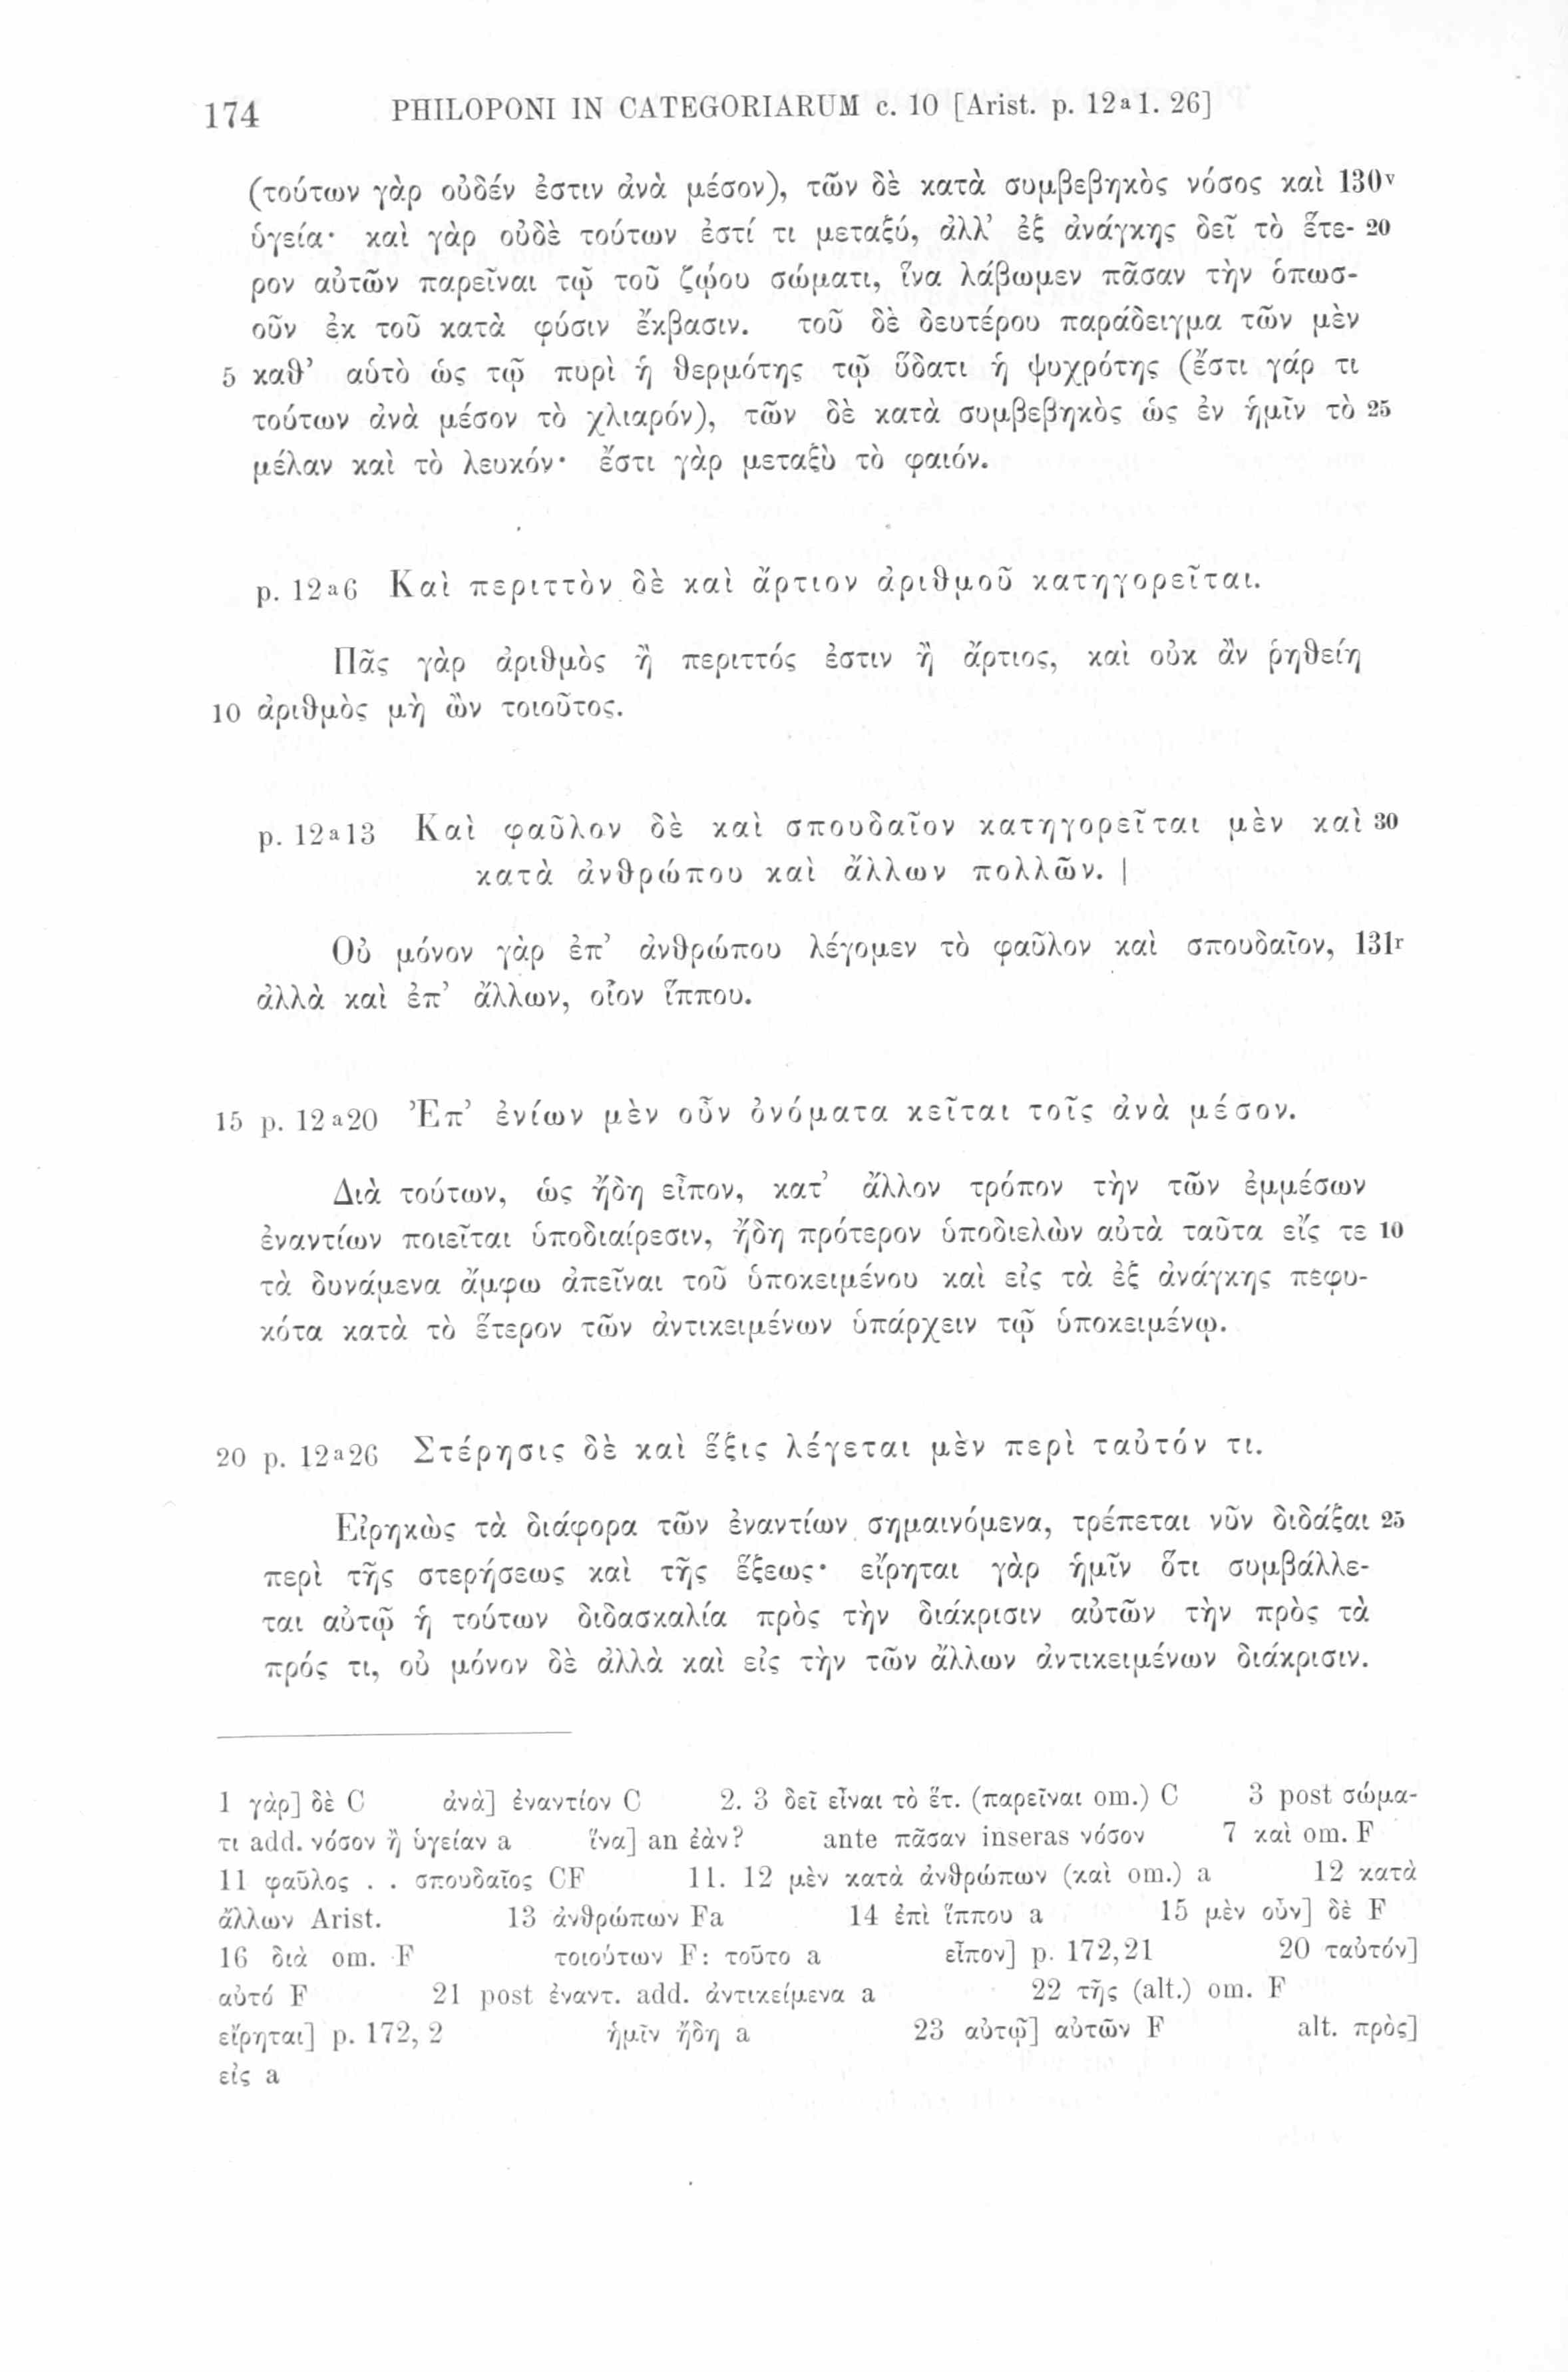 174 PHILOPONI IN CATEGORIARUM c. 10 [Arist. p. 12ᵃ l. 26]
(τούτων γὰρ οὐδέν ἐστιν ἀνὰ μέσον), τῶν δὲ κατὰ συμβεβηκὸς νόσος καὶ 130ᵛ
ὑγεία· καὶ γὰρ οὐδὲ τούτων ἐστί τι μεταξύ, ἀλλ’ ἐξ ἀνάγκης δεῖ τὸ ἕτε- 20
ρον αὐτῶν παρεῖναι τῷ τοῦ ζῴου σώματι, ἵνα λάβωμεν πᾶσαν τὴν ὁπωσ-
οῦν ἐκ τοῦ κατὰ φύσιν ἔκβασιν. τοῦ δὲ δευτέρου παράδειγμα τῶν μὲν
5 καθ’ αὑτὸ ὡς τῷ πυρὶ ἡ θερμότης τῷ ὕδατι ἡ ψυχρότης (ἔστι γάρ τι
τούτων ἀνὰ μέσον τὸ χλιαρόν), τῶν δὲ κατὰ συμβεβηκὸς ὡς ἐν ἡμῖν τὸ 25
μέλαν καὶ τὸ λευκόν· ἔστι γὰρ μεταξὺ τὸ φαιόν.
p. 12ᵃ6 Καὶ περιττὸν δὲ καὶ ἄρτιον ἀριθμοῦ κατηγορεῖται.
Πᾶς γὰρ ἀριθμὸς ἢ περιττός ἐστιν ἢ ἄρτιος, καὶ οὐκ ἂν ῥηθείη
10 ἀριθμὸς μὴ ὢν τοιοῦτος.
p. 12ᵃ13 Καὶ φαῦλον δὲ καὶ σπουδαῖον κατηγορεῖται μὲν καὶ 30
κατὰ ἀνθρώπου καὶ ἄλλων πολλῶν. |
Οὐ μόνον γὰρ ἐπ’ ἀνθρώπου λέγομεν τὸ φαῦλον καὶ σπουδαῖον, 131ʳ
ἀλλὰ καὶ ἐπ’ ἄλλων, οἷον ἵππου.
15 p. 12ᵃ20 Ἐπ’ ἐνίων μὲν οὖν ὀνόματα κεῖται τοῖς ἀνὰ μέσον.
Διὰ τούτων, ὡς ἤδη εἶπον, κατ’ ἄλλον τρόπον τὴν τῶν ἐμμέσων
ἐναντίων ποιεῖται ὑποδιαίρεσιν, ἤδη πρότερον ὑποδιελὼν αὐτὰ ταῦτα εἴς τε 10
τὰ δυνάμενα ἄμφω ἀπεῖναι τοῦ ὑποκειμένου καὶ εἰς τὰ ἐξ ἀνάγκης πεφυ-
κότα κατὰ τὸ ἕτερον τῶν ἀντικειμένων ὑπάρχειν τῷ ὑποκειμένῳ.
20 p. 12ᵃ26 Στέρησις δὲ καὶ ἕξις λέγεται μὲν περὶ ταὐτόν τι.
Εἰρηκὼς τὰ διάφορα τῶν ἐναντίων σημαινόμενα, τρέπεται νῦν διδάξαι 25
περὶ τῆς στερήσεως καὶ τῆς ἕξεως· εἴρηται γὰρ ἡμῖν ὅτι συμβάλλε-
ται αὐτῷ ἡ τούτων διδασκαλία πρὸς τὴν διάκρισιν αὐτῶν τὴν πρὸς τὰ
πρός τι, οὐ μόνον δὲ ἀλλὰ καὶ εἰς τὴν τῶν ἄλλων ἀντικειμένων διάκρισιν.
1 γὰρ] δὲ C ἀνὰ] ἐναντίον C 2. 3 δεῖ εἶναι τὸ ἕτ. (παρεῖναι om.) C 3 post σώμα-
τι add. νόσον ἢ ὑγείαν a ἵνα] an ἐὰν? ante πᾶσαν inseras νόσον 7 καὶ om. F
11 φαῦλος . . σπουδαῖος CF 11. 12 μὲν κατὰ ἀνθρώπων (καὶ om.) a 12 κατὰ
ἄλλων Arist. 13 ἀνθρώπων Fa 14 ἐπὶ ἵππου a 15 μὲν οὖν] δὲ F
16 διὰ om. F τοιούτων F: τοῦτο a εἶπον] p. 172,21 20 ταὐτόν]
αὐτό F 21 post ἐναντ. add. ἀντικείμενα a 22 τῆς (alt.) om. F
εἴρηται] p. 172, 2 ἡμῖν ἤδη a 23 αὐτῷ] αὐτῶν F alt. πρὸς]
εἰς a